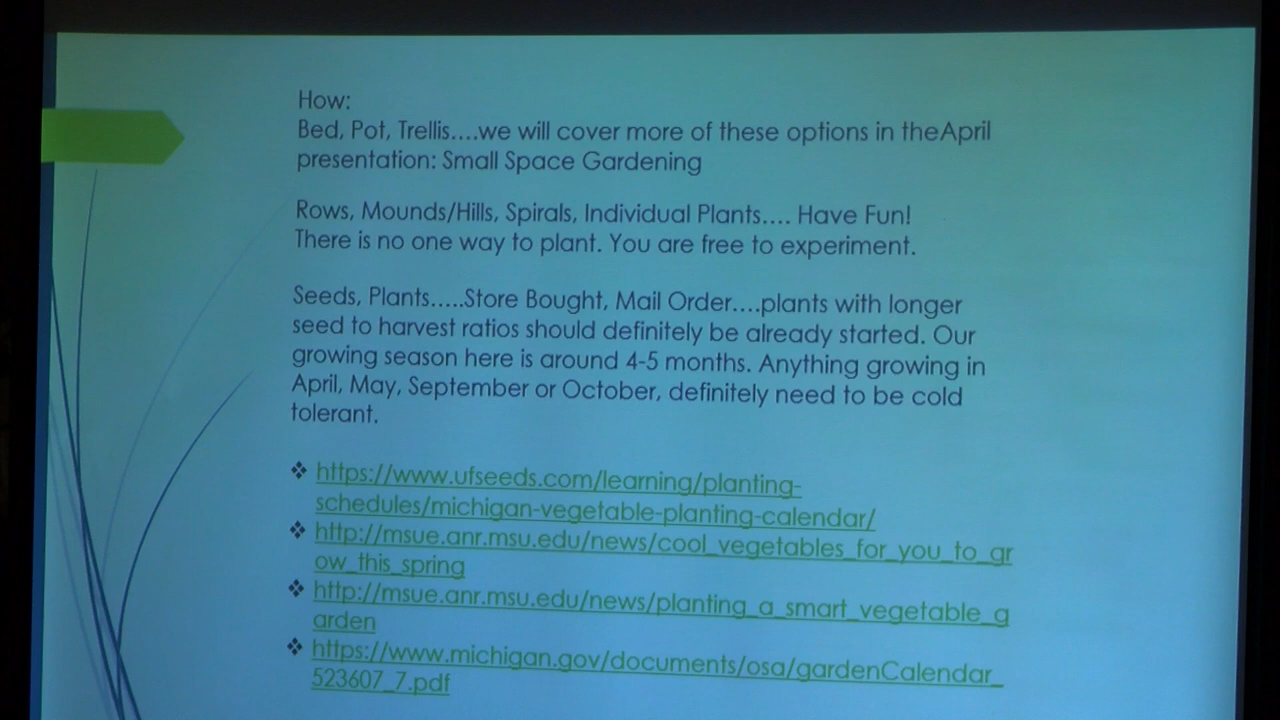 How:
Bed, Pot, Trellis....we will cover more of these options in theApril
presentation: Small Space Gardening
Rows, Mounds/Hills, Spirals, Individual Plants.... Have Fun!
There is no one way to plant. You are free to experiment.
Seeds, Plants.....Store Bought, Mail Order....plants with longer
seed to harvest ratios should definitely be already started. Our
growing season here is around 4-5 months. Anything growing in
April, May, September or October, definitely need to be cold
tolerant.
❖ https://www.ufseeds.com/learning/planting-
schedules/michigan-vegetable-planting-calendar/
❖ http://msue.anr.msu.edu/news/cool_vegetables_for_you_to_gr
ow_this_spring
❖ http://msue.anr.msu.edu/news/planting_a_smart_vegetable_g
arden
❖ https://www.michigan.gov/documents/osa/gardenCalendar_
523607_7.pdf